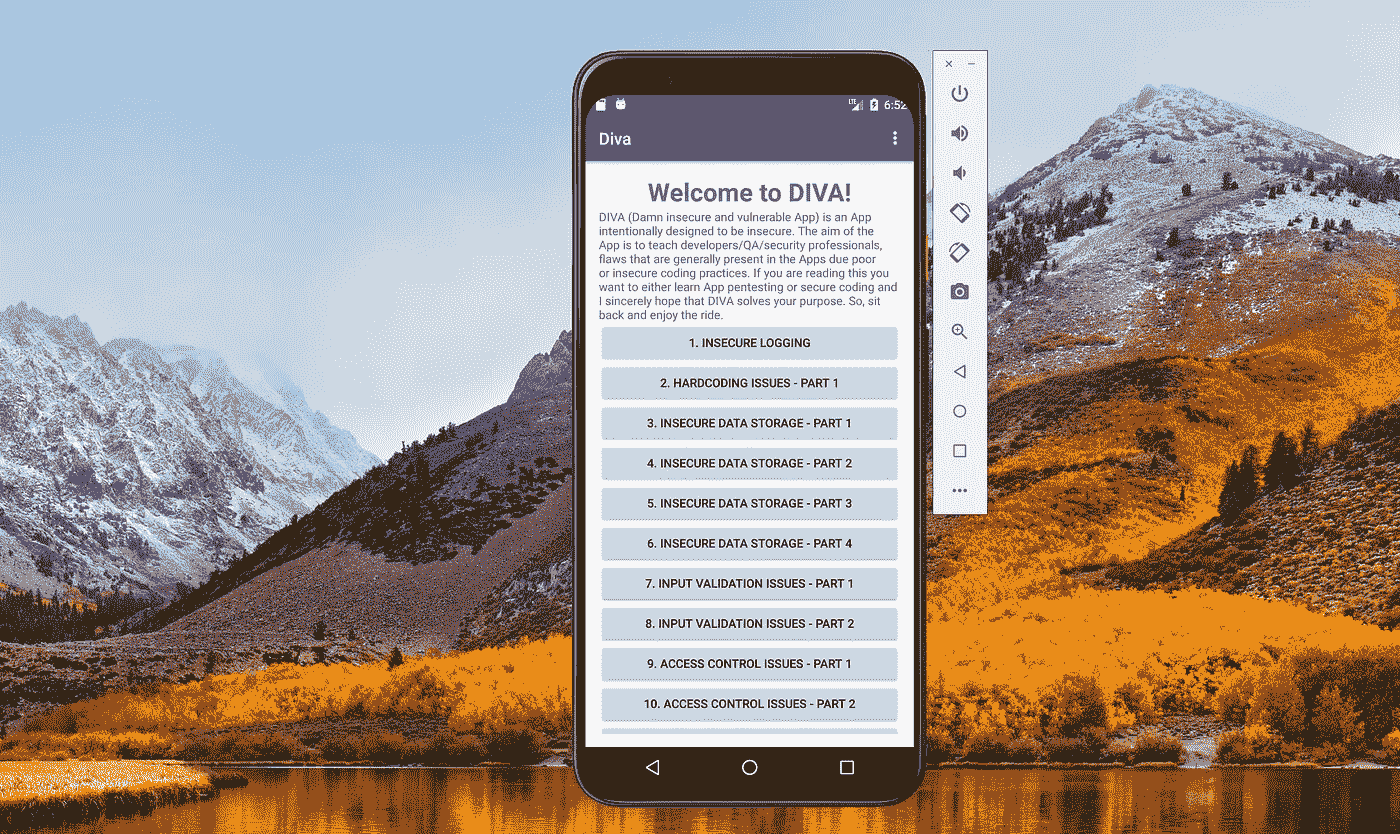 LTE 6:52
Diva
Welcome to DIVA!
DIVA (Damn insecure and vulnerable App) is an App
intentionally designed to be insecure. The aim of the
App is to teach developers/QA/security professionals,
flaws that are generally present in the Apps due poor
or insecure coding practices. If you are reading this you
want to either learn App pentesting or secure coding and
I sincerely hope that DIVA solves your purpose. So, sit
back and enjoy the ride.
1. INSECURE LOGGING
2. HARDCODING ISSUES - PART 1
3. INSECURE DATA STORAGE - PART 1
4. INSECURE DATA STORAGE - PART 2
5. INSECURE DATA STORAGE - PART 3
6. INSECURE DATA STORAGE - PART 4
7. INPUT VALIDATION ISSUES - PART 1
8. INPUT VALIDATION ISSUES - PART 2
9. ACCESS CONTROL ISSUES - PART 1
10. ACCESS CONTROL ISSUES - PART 2